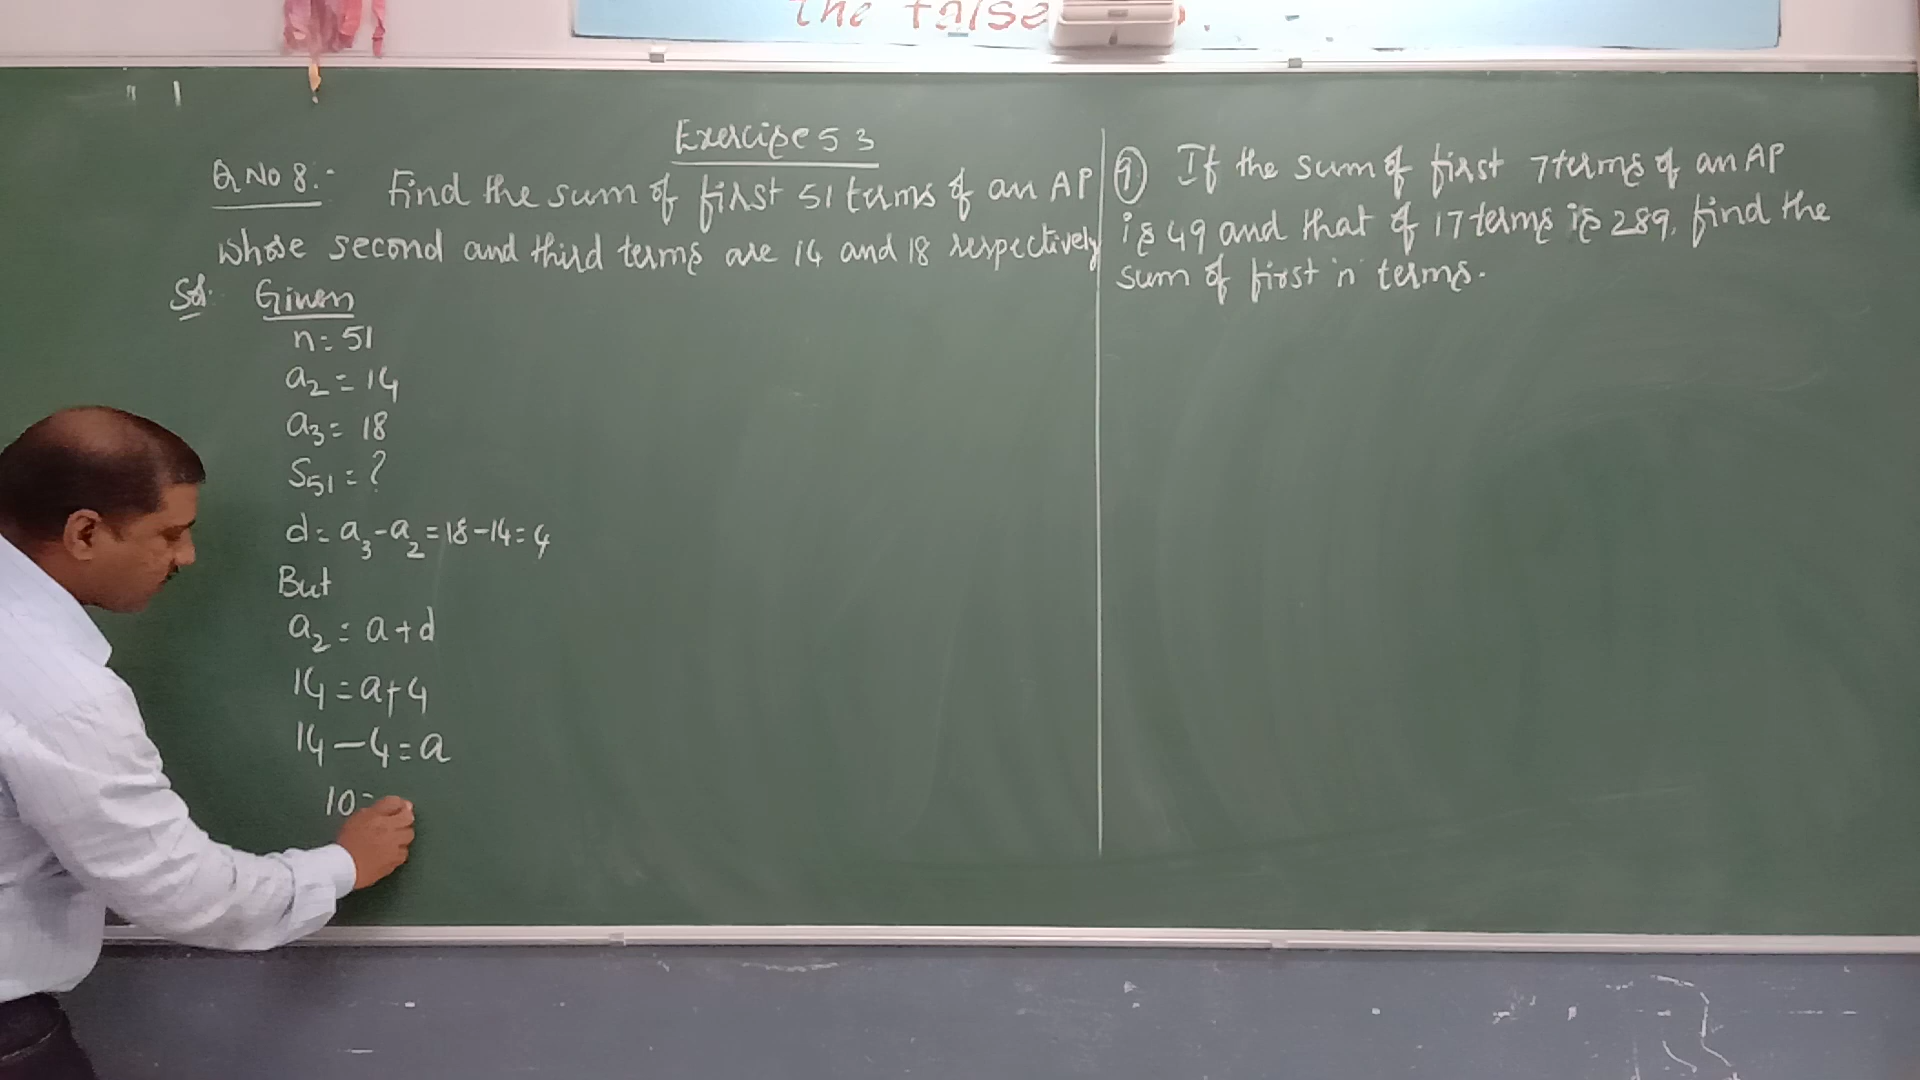 the false
Exercise 5 3
Q No 8:- Find the sum of first 51 terms of an AP
whose second and third terms are 14 and 18 respectively
Sol: Given
n = 51
a2 = 14
a3 = 18
S51 = ?
d = a3 - a2 = 18 - 14 = 4
But
a2 = a + d
14 = a + 4
14 - 4 = a
10 =
9 If the sum of first 7 terms of an AP
is 49 and that of 17 terms is 289, find the
sum of first 'n' terms.